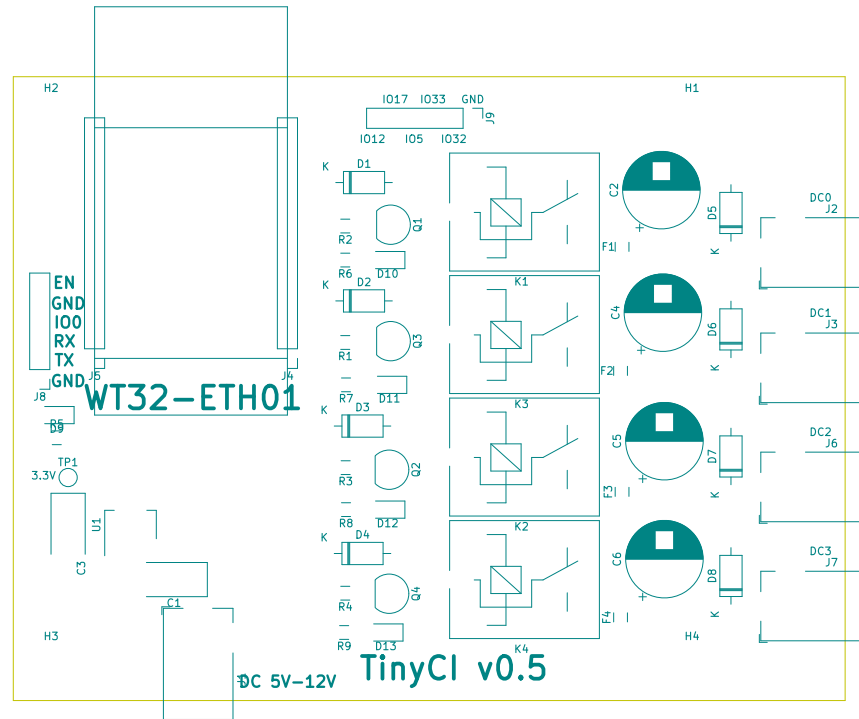 H2
H1
IO17 IO33 GND
J9
IO12 IO5 IO32
K D1
C2
DC0
J2
D5
Q1
R2
F1
K
R6 D10
K1
EN
GND
IO0
RX
TX
GND
K D2
C4
DC1
J3
D6
Q3
R1
F2
K
J5
J4
J8
WT32-ETH01
R7 D11
K3
K D3
R5
D9
C5
DC2
J6
D7
Q2
TP1
3.3V
R3
F3
K
R8 D12
K2
U1
K D4
C3
C6
DC3
J7
D8
Q4
C1
R4
F4
K
H3
H4
R9 D13
K4
TinyCI v0.5
DC 5V-12V